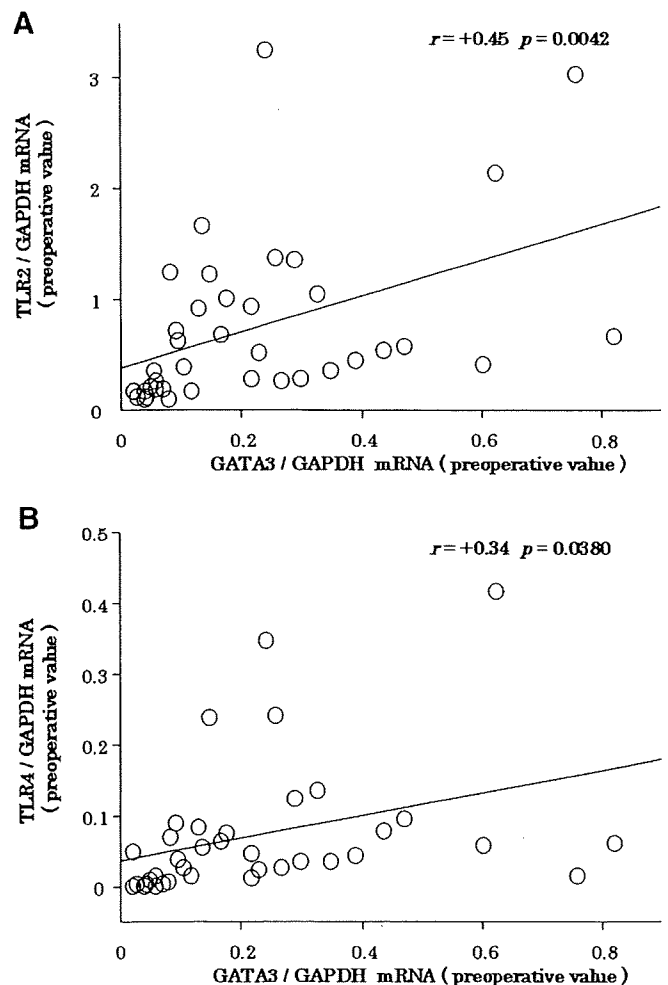 A
r=+0.45 p=0.0042
3
2
1
0
TLR2 / GAPDH mRNA
( preoperative value )
0 0.2 0.4 0.6 0.8
GATA3 / GAPDH mRNA ( preoperative value )
B
r=+0.34 p=0.0380
0.5
0.4
0.3
0.2
0.1
0
TLR4 / GAPDH mRNA
( preoperative value )
0 0.2 0.4 0.6 0.8
GATA3 / GAPDH mRNA ( preoperative value )